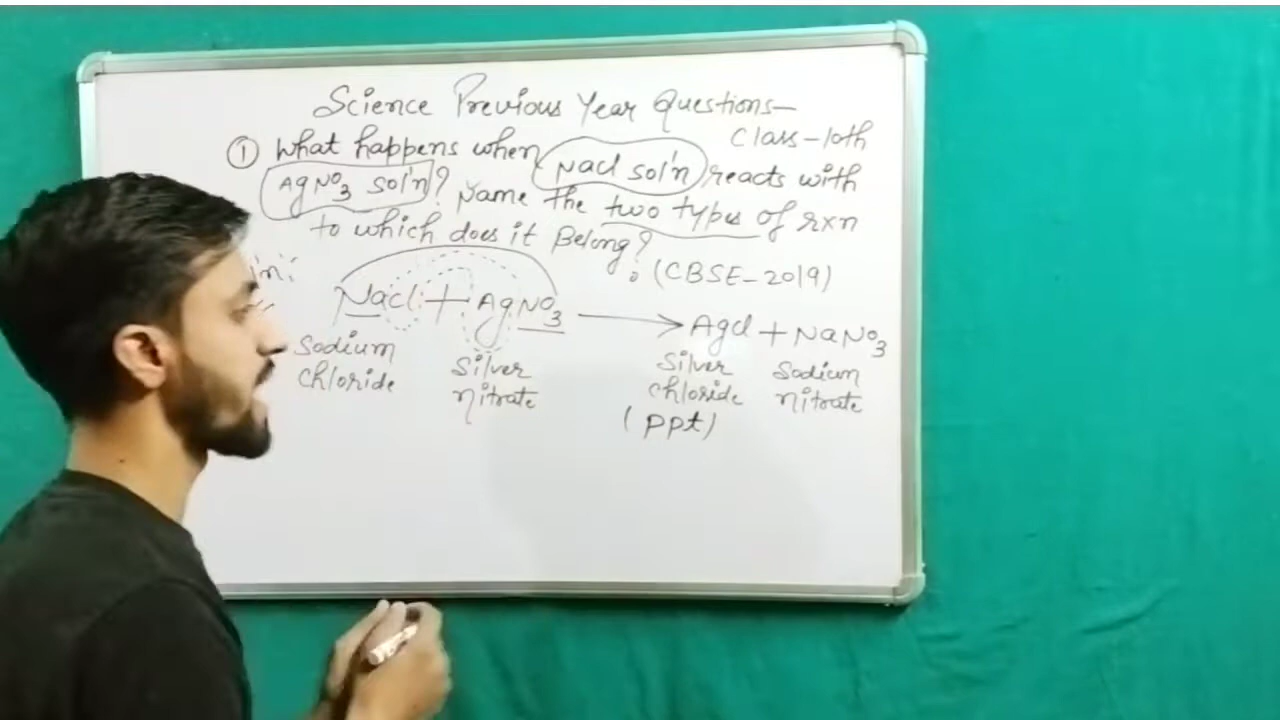 Science Previous Year Questions—
Class-10th
① What happens when NaCl sol'n reacts with
AgNO3 sol'n? Name the two types of rxn
to which does it Belong?
(CBSE-2019)
NaCl + AgNO3 → AgCl + NaNO3
Sodium chloride
Silver nitrate
Silver chloride (ppt)
Sodium nitrate